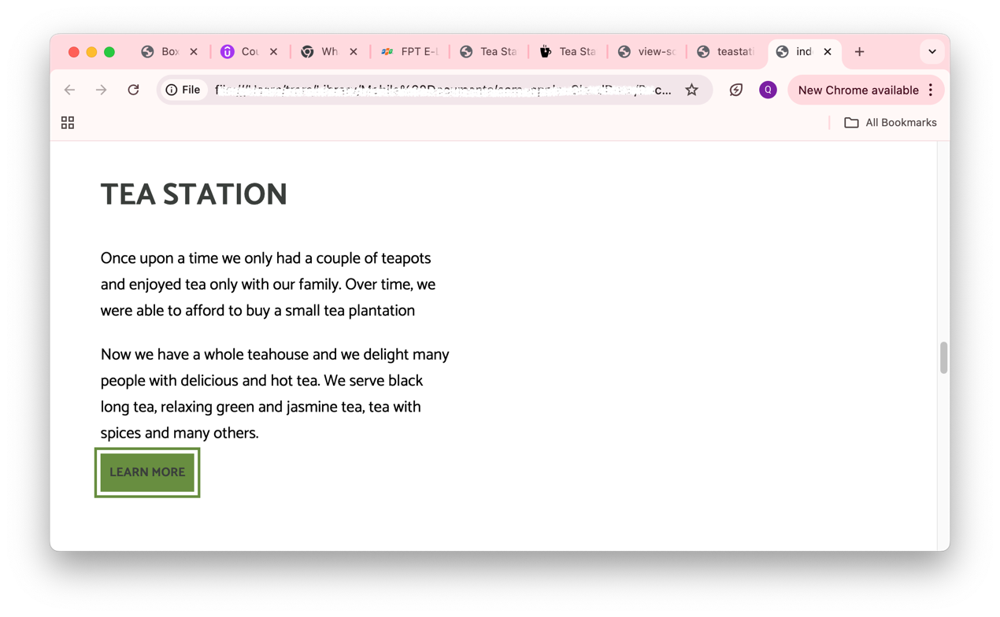 Box
Cou
Wh
FPT E-L
Tea Sta
Tea Sta
view-so
teastati
ind
File
c...
Q
New Chrome available
All Bookmarks
TEA STATION
Once upon a time we only had a couple of teapots
and enjoyed tea only with our family. Over time, we
were able to afford to buy a small tea plantation
Now we have a whole teahouse and we delight many
people with delicious and hot tea. We serve black
long tea, relaxing green and jasmine tea, tea with
spices and many others.
LEARN MORE